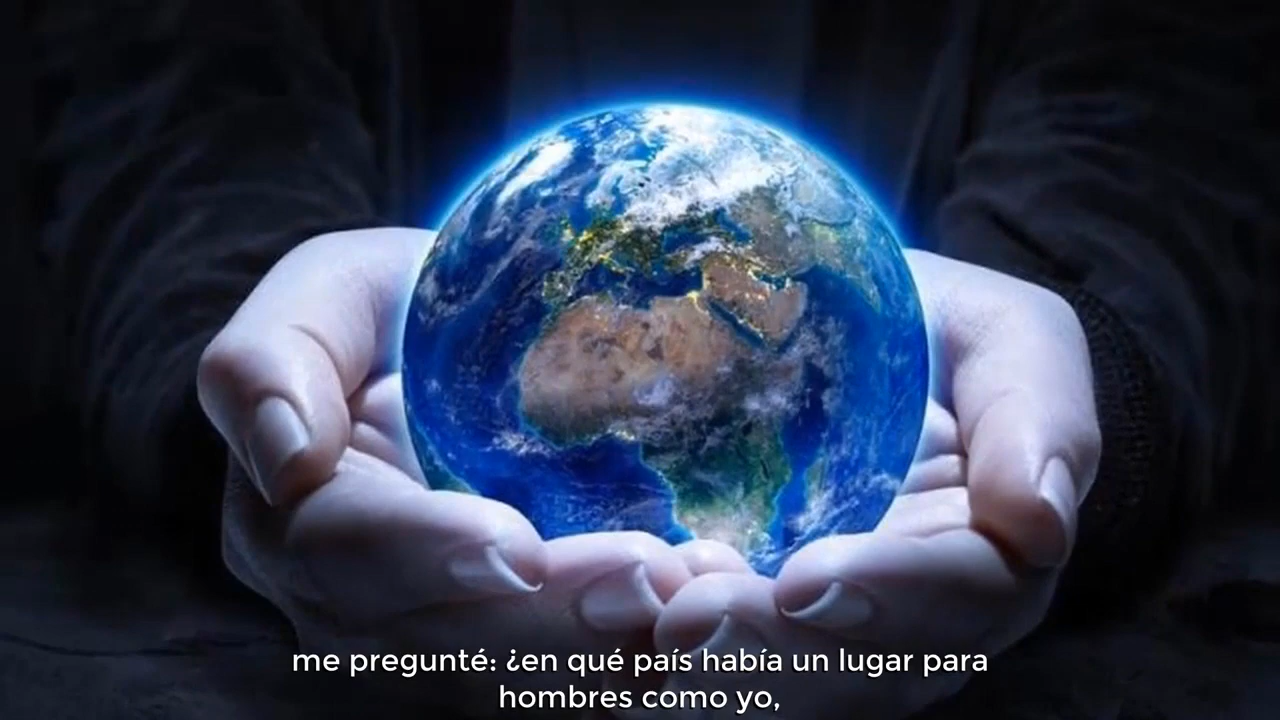 me pregunté: ¿en qué país había un lugar para
hombres como yo,